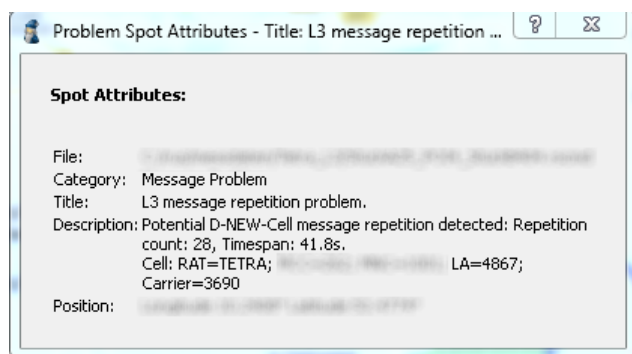 Problem Spot Attributes - Title: L3 message repetition ...
Spot Attributes:
File:
Category: Message Problem
Title: L3 message repetition problem.
Description: Potential D-NEW-Cell message repetition detected: Repetition
count: 28, Timespan: 41.8s.
Cell: RAT=TETRA; LA=4867;
Carrier=3690
Position: